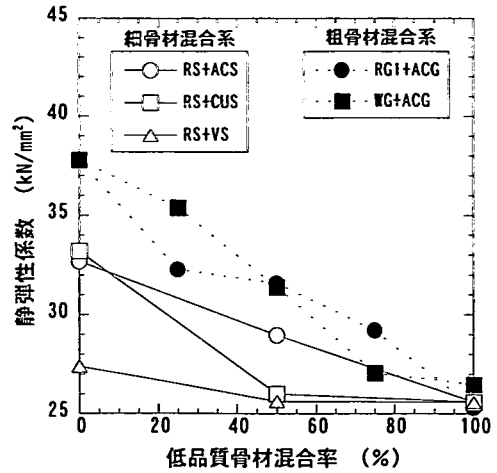 細骨材混合系
RS+ACS
RS+CUS
RS+VS
粗骨材混合系
RG1+ACG
WG+ACG
静弾性係数 (kN/mm²)
45
40
35
30
25
0 20 40 60 80 100
低品質骨材混合率 (%)